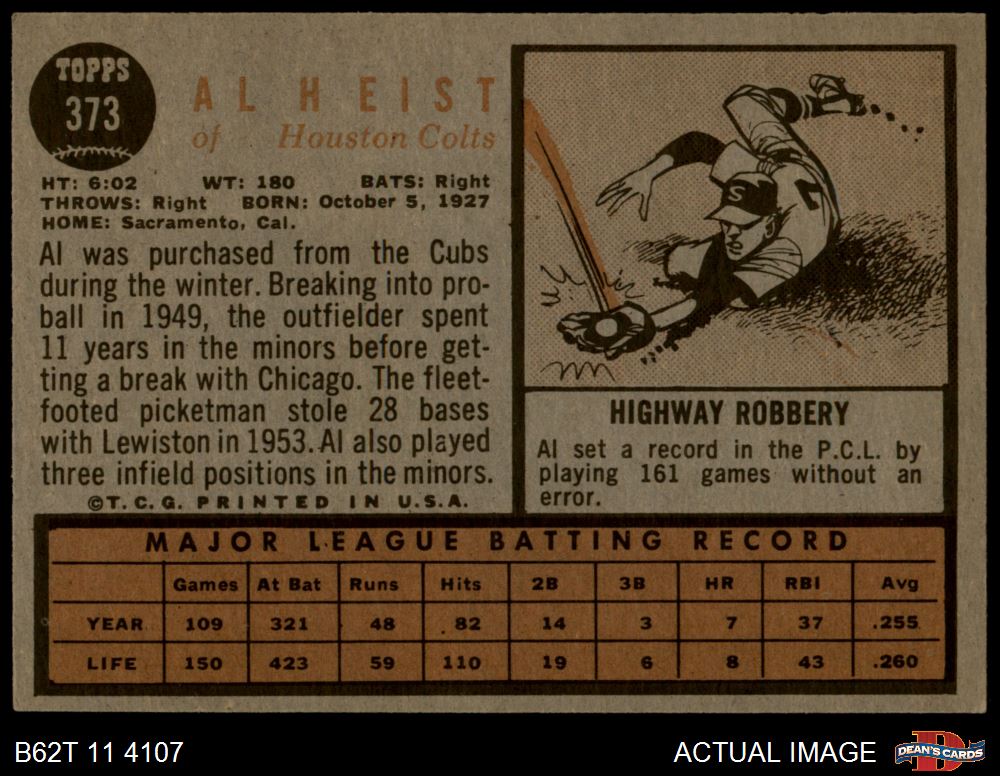 TOPPS
373
AL HEIST
of Houston Colts
HT: 6:02 WT: 180 BATS: Right
THROWS: Right BORN: October 5, 1927
HOME: Sacramento, Cal.
Al was purchased from the Cubs
during the winter. Breaking into pro-
ball in 1949, the outfielder spent
11 years in the minors before get-
ting a break with Chicago. The fleet-
footed picketman stole 28 bases
with Lewiston in 1953. Al also played
three infield positions in the minors.
©T.C.G. PRINTED IN U.S.A.
S
HIGHWAY ROBBERY
Al set a record in the P.C.L. by
playing 161 games without an
error.
MAJOR LEAGUE BATTING RECORD
Games At Bat Runs Hits 2B 3B HR RBI Avg
YEAR 109 321 48 82 14 3 7 37 .255
LIFE 150 423 59 110 19 6 8 43 .260
B62T 11 4107 ACTUAL IMAGE D DEAN'S CARDS